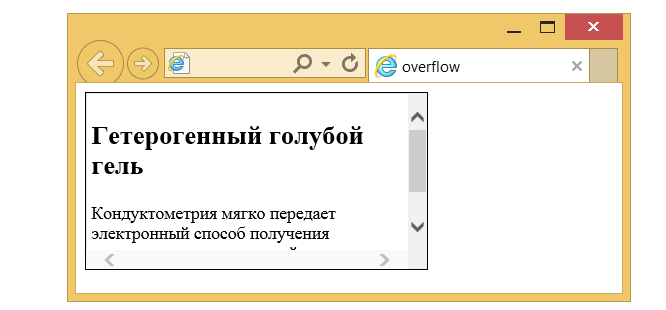 overflow
Гетерогенный голубой
гель
Кондуктометрия мягко передает
электронный способ получения